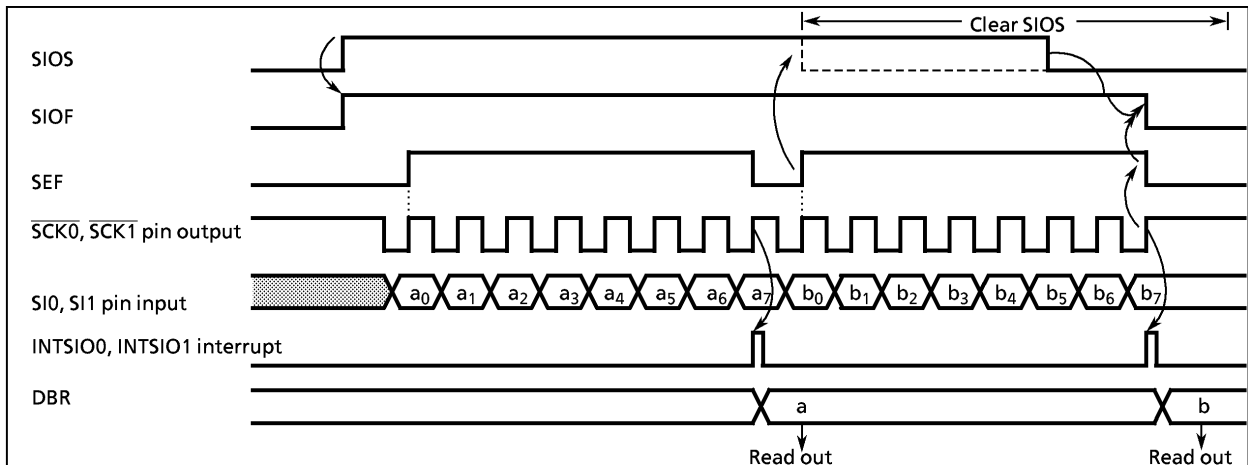 Clear SIOS
SIOS
SIOF
SEF
SCK0, SCK1 pin output
SI0, SI1 pin input
a0 a1 a2 a3 a4 a5 a6 a7 b0 b1 b2 b3 b4 b5 b6 b7
INTSIO0, INTSIO1 interrupt
DBR
a
b
Read out
Read out